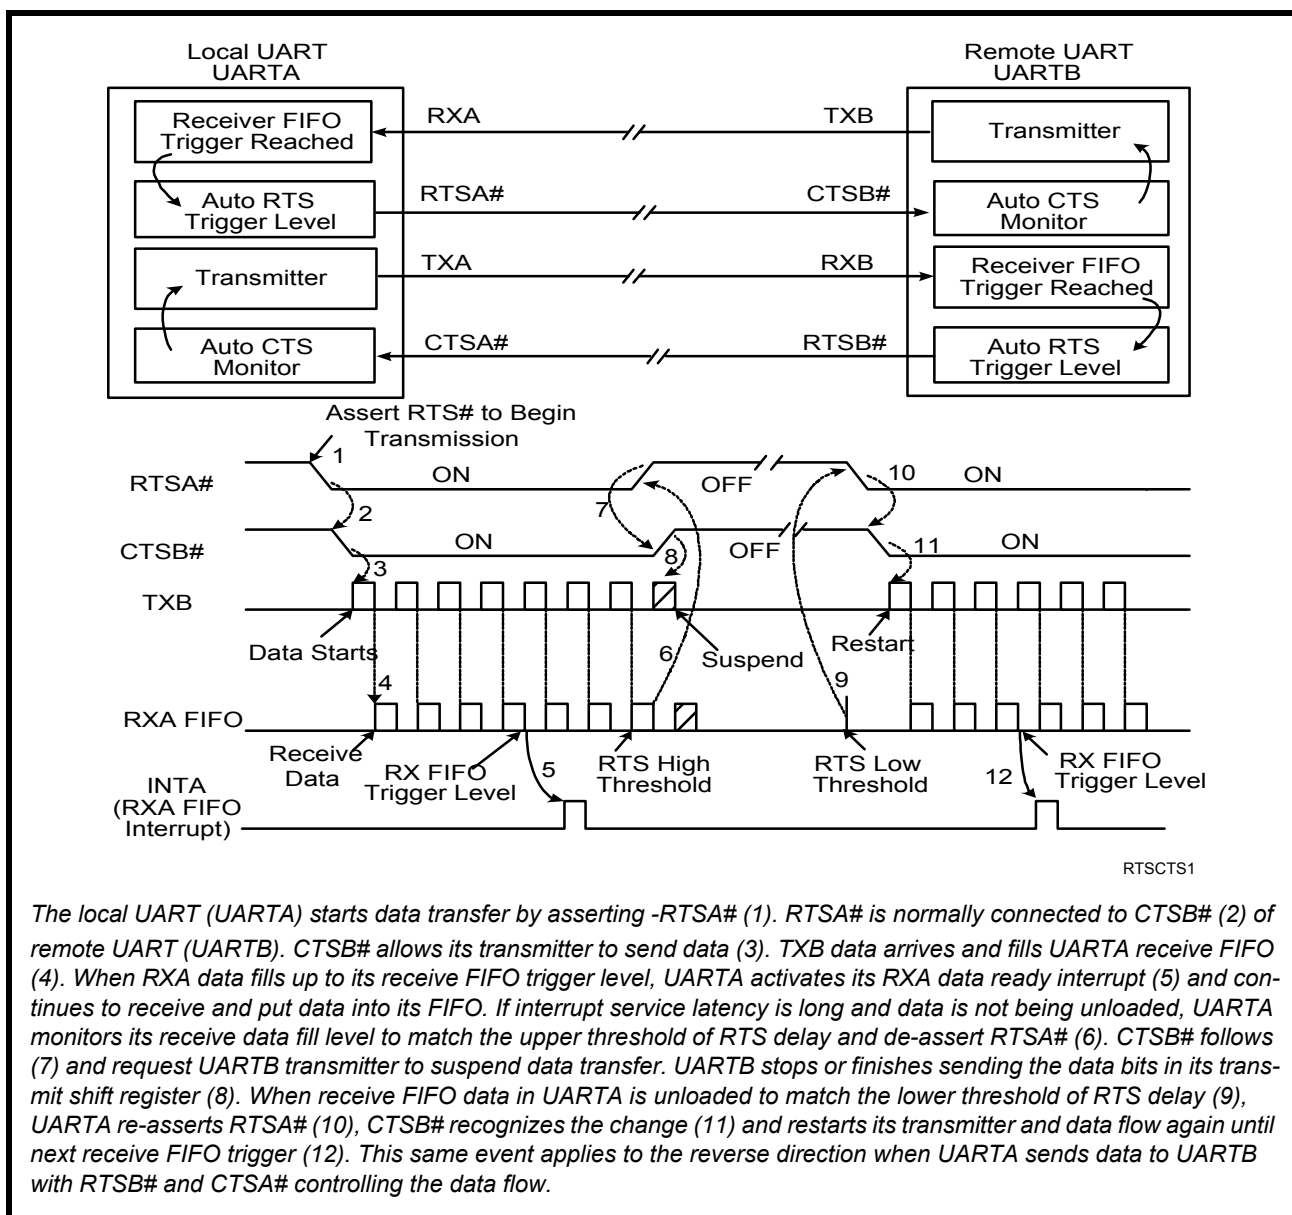 Local UART
UARTA
Remote UART
UARTB
Receiver FIFO
Trigger Reached
RXA
TXB
Transmitter
Auto RTS
Trigger Level
RTSA#
CTSB#
Auto CTS
Monitor
Transmitter
TXA
RXB
Receiver FIFO
Trigger Reached
Auto CTS
Monitor
CTSA#
RTSB#
Auto RTS
Trigger Level
Assert RTS# to Begin
Transmission
RTSA#
1
ON
7
OFF
10
ON
2
CTSB#
ON
8
OFF
11
ON
3
TXB
Data Starts
6
Suspend
Restart
4
9
RXA FIFO
Receive
Data
RX FIFO
Trigger Level
5
RTS High
Threshold
RTS Low
Threshold
12
RX FIFO
Trigger Level
INTA
(RXA FIFO
Interrupt)
RTSCTS1
The local UART (UARTA) starts data transfer by asserting -RTSA# (1). RTSA# is normally connected to CTSB# (2) of
remote UART (UARTB). CTSB# allows its transmitter to send data (3). TXB data arrives and fills UARTA receive FIFO
(4). When RXA data fills up to its receive FIFO trigger level, UARTA activates its RXA data ready interrupt (5) and con-
tinues to receive and put data into its FIFO. If interrupt service latency is long and data is not being unloaded, UARTA
monitors its receive data fill level to match the upper threshold of RTS delay and de-assert RTSA# (6). CTSB# follows
(7) and request UARTB transmitter to suspend data transfer. UARTB stops or finishes sending the data bits in its trans-
mit shift register (8). When receive FIFO data in UARTA is unloaded to match the lower threshold of RTS delay (9),
UARTA re-asserts RTSA# (10), CTSB# recognizes the change (11) and restarts its transmitter and data flow again until
next receive FIFO trigger (12). This same event applies to the reverse direction when UARTA sends data to UARTB
with RTSB# and CTSA# controlling the data flow.